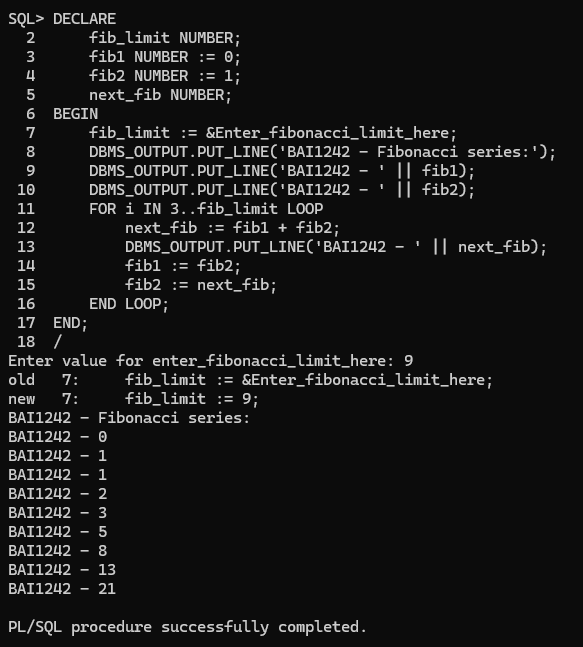 SQL> DECLARE
  2      fib_limit NUMBER;
  3      fib1 NUMBER := 0;
  4      fib2 NUMBER := 1;
  5      next_fib NUMBER;
  6  BEGIN
  7      fib_limit := &Enter_fibonacci_limit_here;
  8      DBMS_OUTPUT.PUT_LINE('BAI1242 - Fibonacci series:');
  9      DBMS_OUTPUT.PUT_LINE('BAI1242 - ' || fib1);
 10      DBMS_OUTPUT.PUT_LINE('BAI1242 - ' || fib2);
 11      FOR i IN 3..fib_limit LOOP
 12          next_fib := fib1 + fib2;
 13          DBMS_OUTPUT.PUT_LINE('BAI1242 - ' || next_fib);
 14          fib1 := fib2;
 15          fib2 := next_fib;
 16      END LOOP;
 17  END;
 18  /
Enter value for enter_fibonacci_limit_here: 9
old   7:     fib_limit := &Enter_fibonacci_limit_here;
new   7:     fib_limit := 9;
BAI1242 - Fibonacci series:
BAI1242 - 0
BAI1242 - 1
BAI1242 - 1
BAI1242 - 2
BAI1242 - 3
BAI1242 - 5
BAI1242 - 8
BAI1242 - 13
BAI1242 - 21

PL/SQL procedure successfully completed.